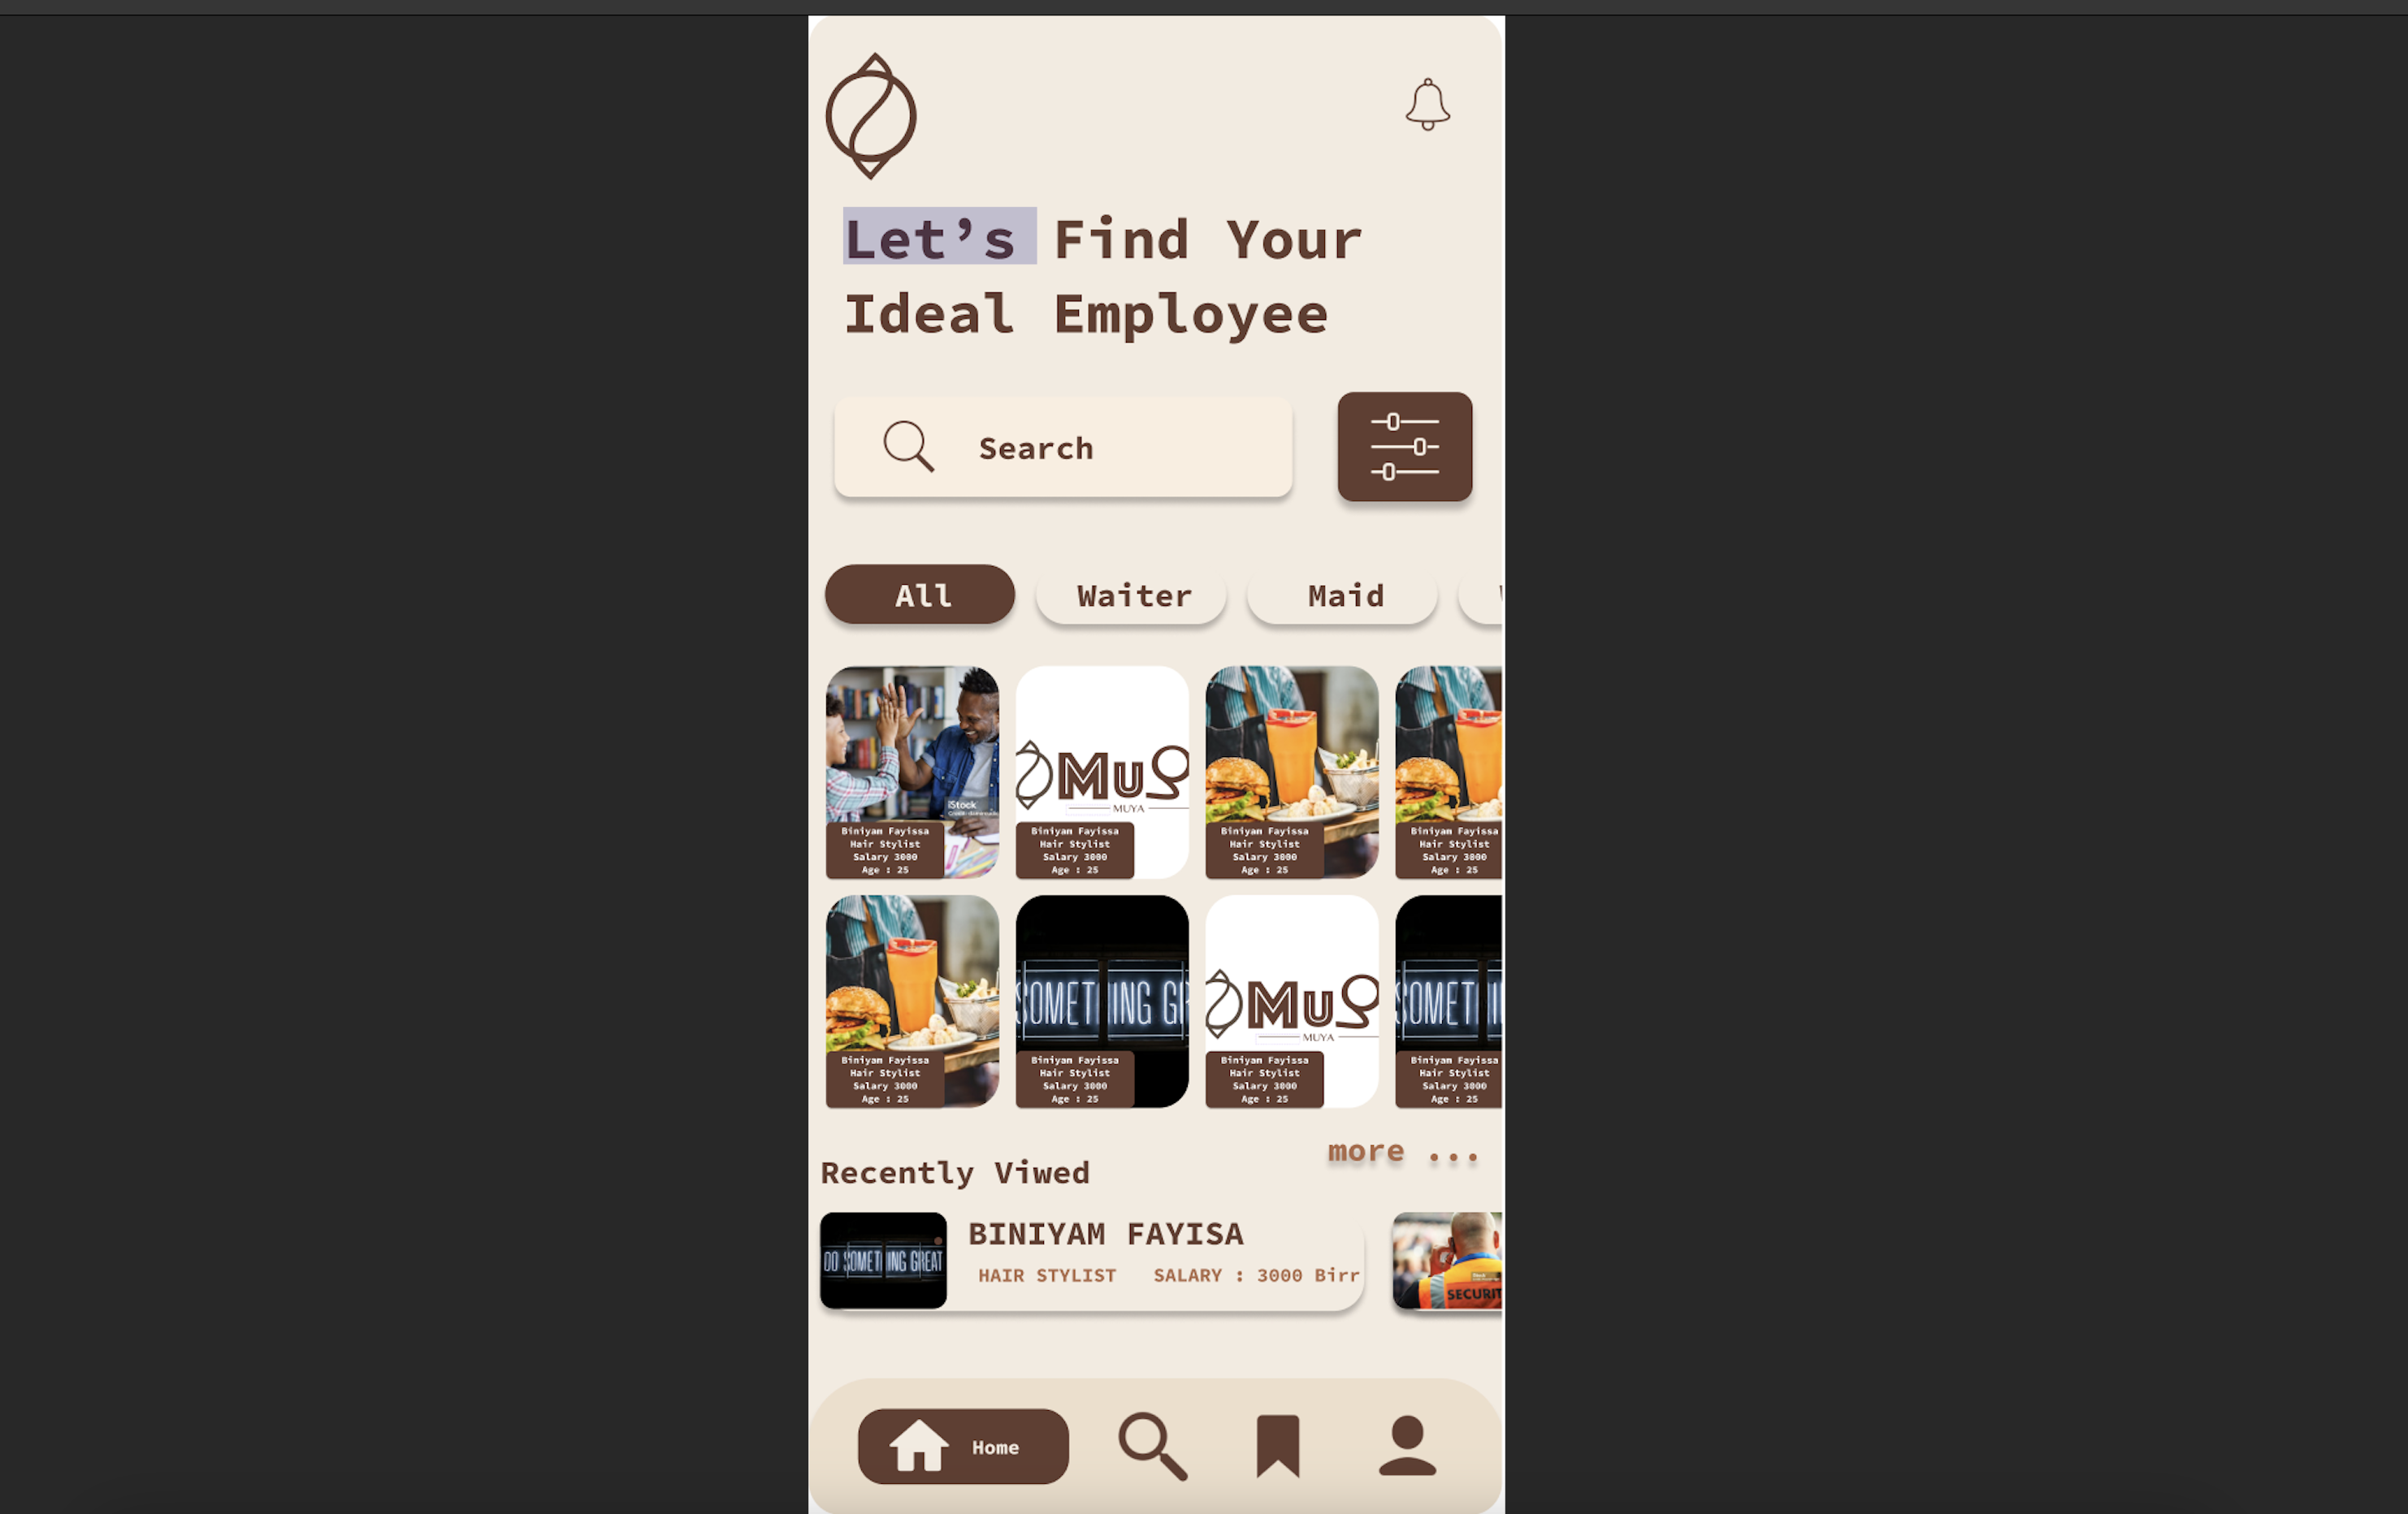 Let’s Find Your
Ideal Employee
Search
All Waiter Maid
iStock
Biniyam Fayissa
Hair Stylist
Salary 3000
Age : 25
Mu
MUYA
Biniyam Fayissa
Hair Stylist
Salary 3000
Age : 25
Biniyam Fayissa
Hair Stylist
Salary 3000
Age : 25
Biniyam Fayissa
Hair Stylist
Salary 3000
Age : 25
Biniyam Fayissa
Hair Stylist
Salary 3000
Age : 25
SOMETHING GR
Biniyam Fayissa
Hair Stylist
Salary 3000
Age : 25
Mu
MUYA
Biniyam Fayissa
Hair Stylist
Salary 3000
Age : 25
SOMET
Biniyam Fayissa
Hair Stylist
Salary 3000
Age : 25
more ...
Recently Viwed
DO SOMETHING GREAT
BINIYAM FAYISA
HAIR STYLIST SALARY : 3000 Birr
SECURIT
Home